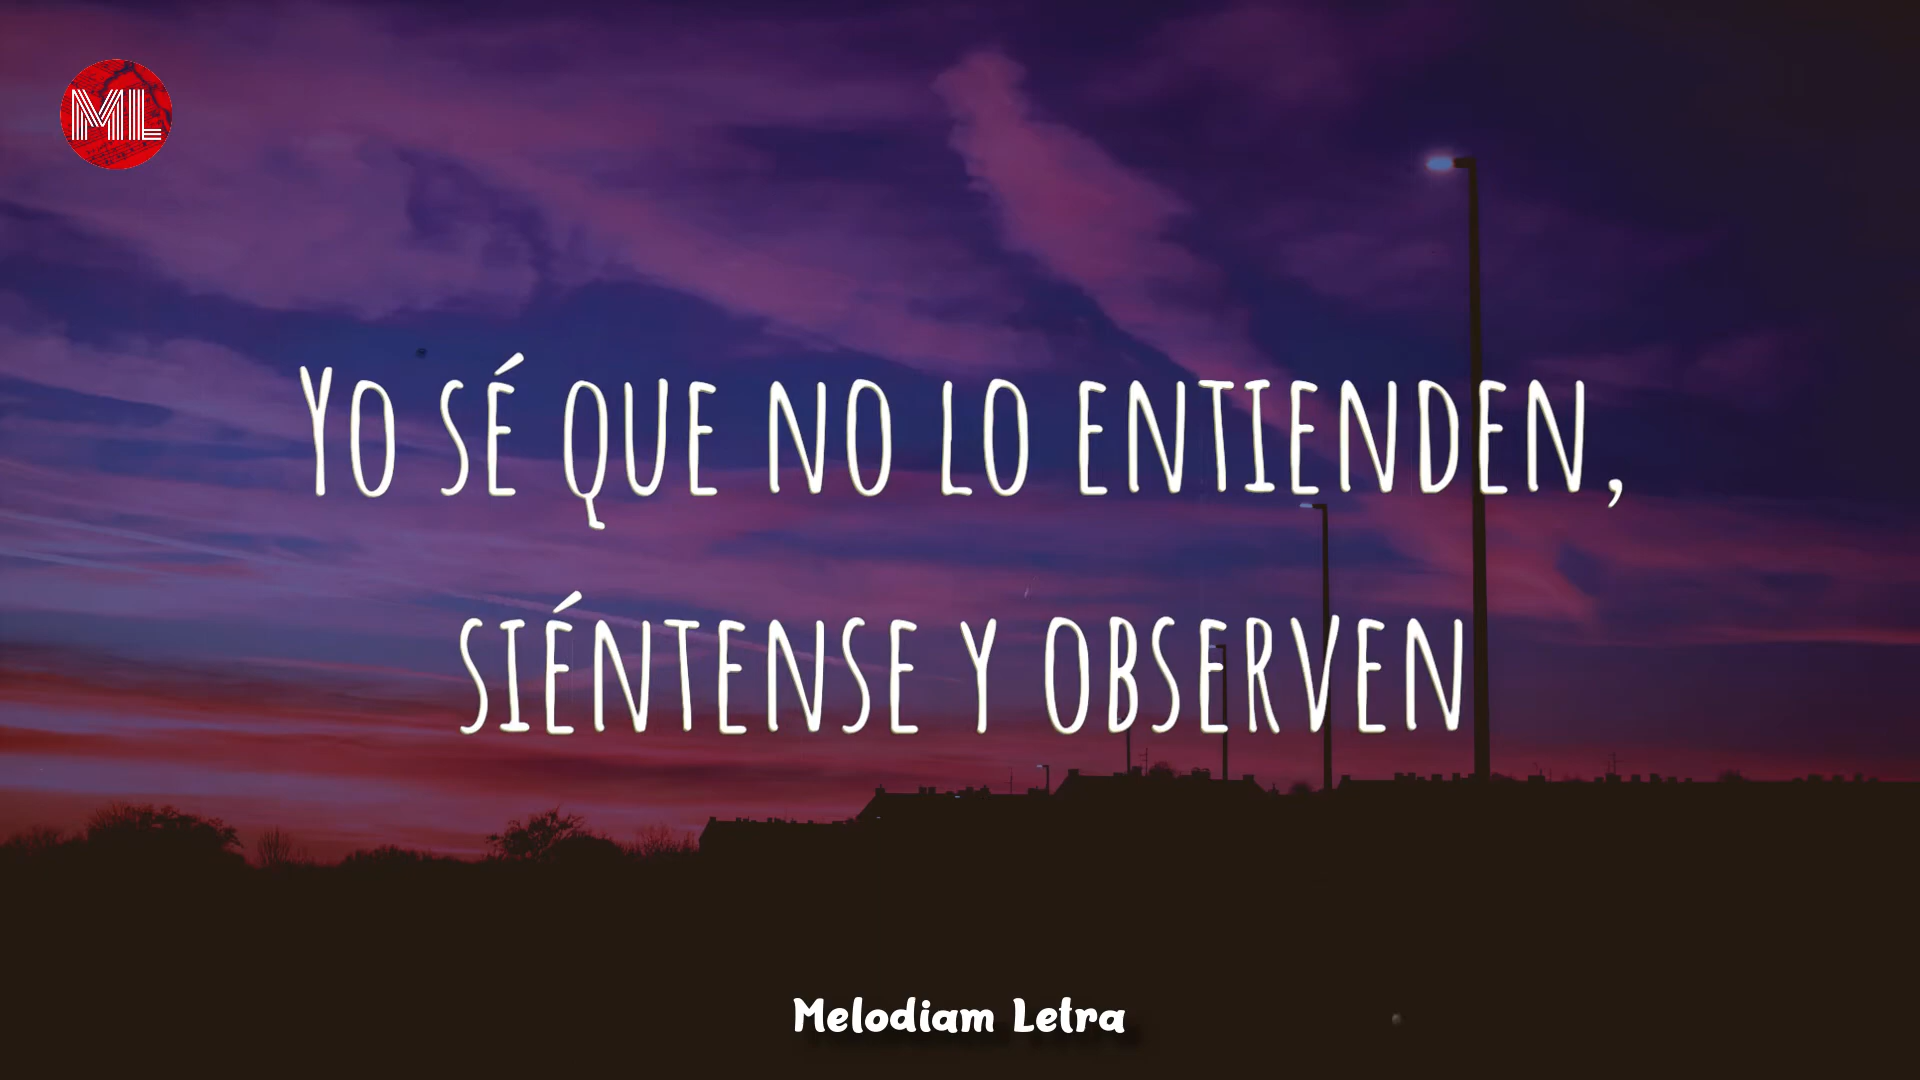 ML
Yo sé que no lo entienden,
siéntense y observen
Melodiam Letra